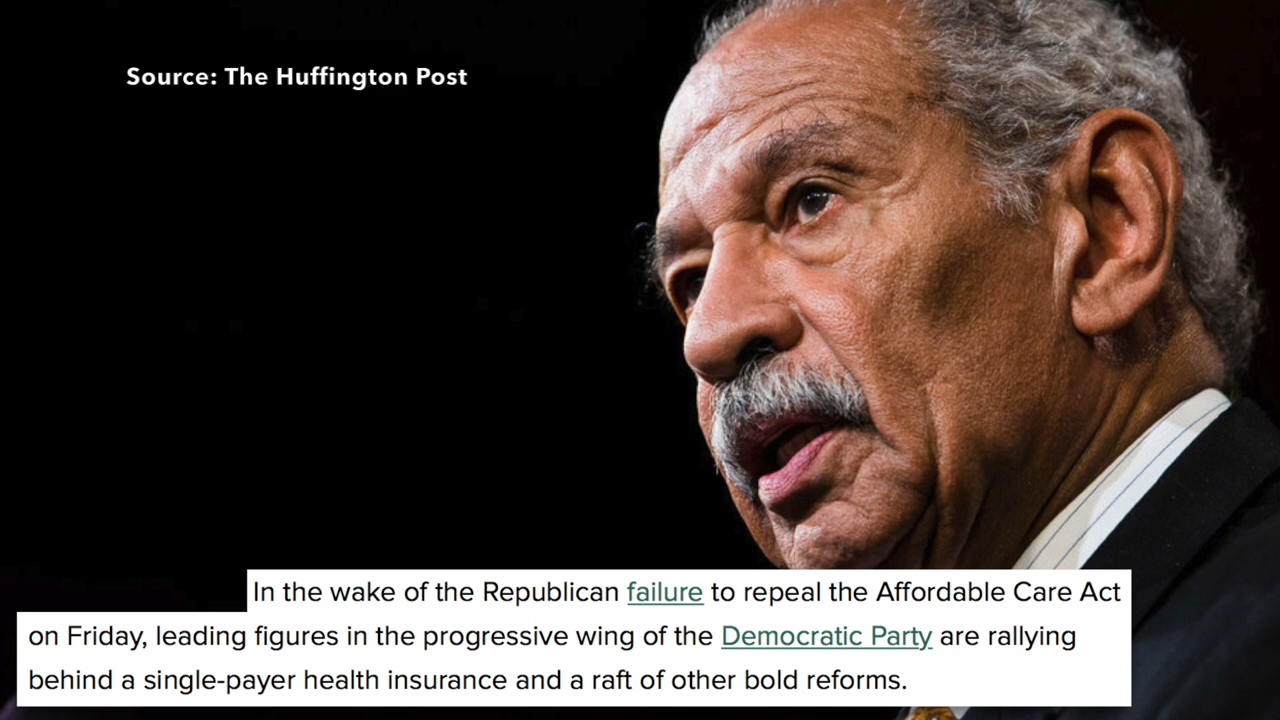 Source: The Huffington Post
In the wake of the Republican failure to repeal the Affordable Care Act
on Friday, leading figures in the progressive wing of the Democratic Party are rallying
behind a single-payer health insurance and a raft of other bold reforms.